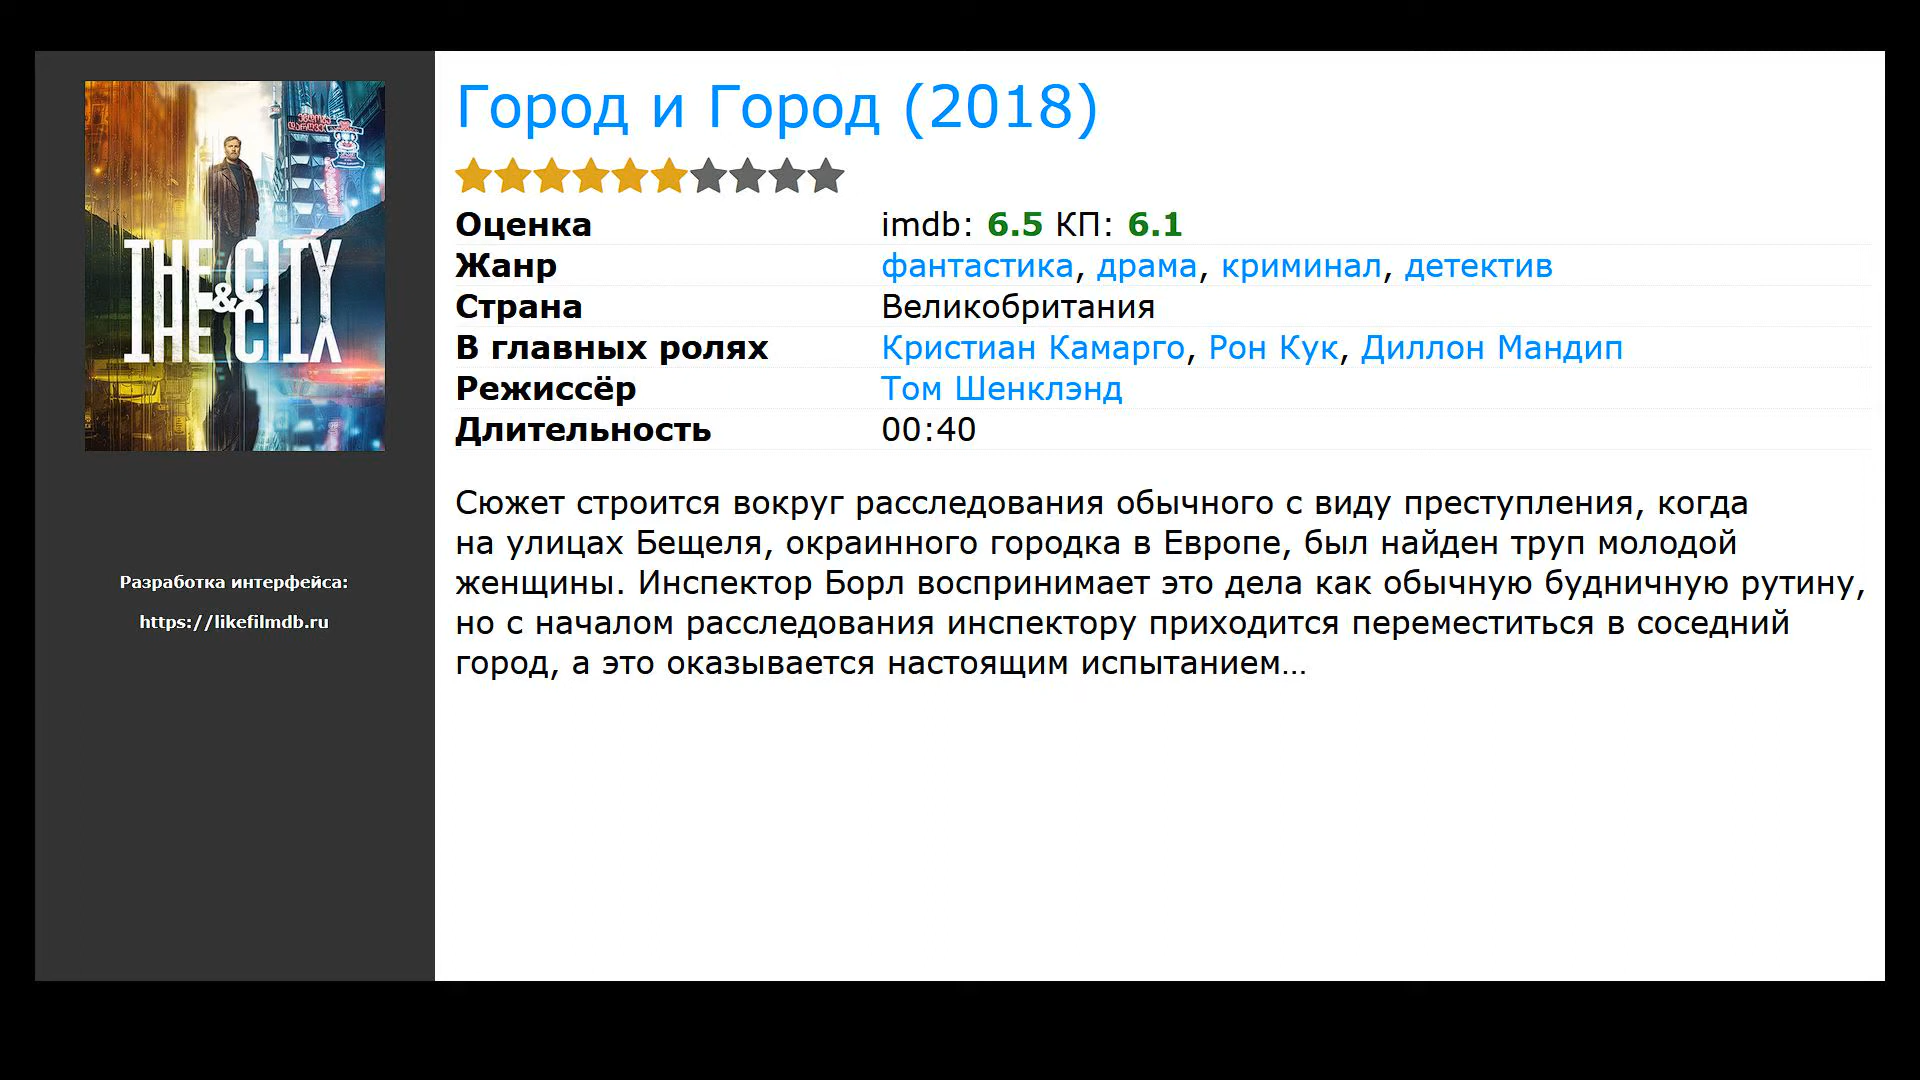 THE CITY
&
THE CITY
Разработка интерфейса:
https://likefilmdb.ru
Город и Город (2018)
Оценка imdb: 6.5 КП: 6.1
Жанр фантастика, драма, криминал, детектив
Страна Великобритания
В главных ролях Кристиан Камарго, Рон Кук, Диллон Мандип
Режиссёр Том Шенклэнд
Длительность 00:40
Сюжет строится вокруг расследования обычного с виду преступления, когда
на улицах Бещеля, окраинного городка в Европе, был найден труп молодой
женщины. Инспектор Борл воспринимает это дела как обычную будничную рутину,
но с началом расследования инспектору приходится переместиться в соседний
город, а это оказывается настоящим испытанием…